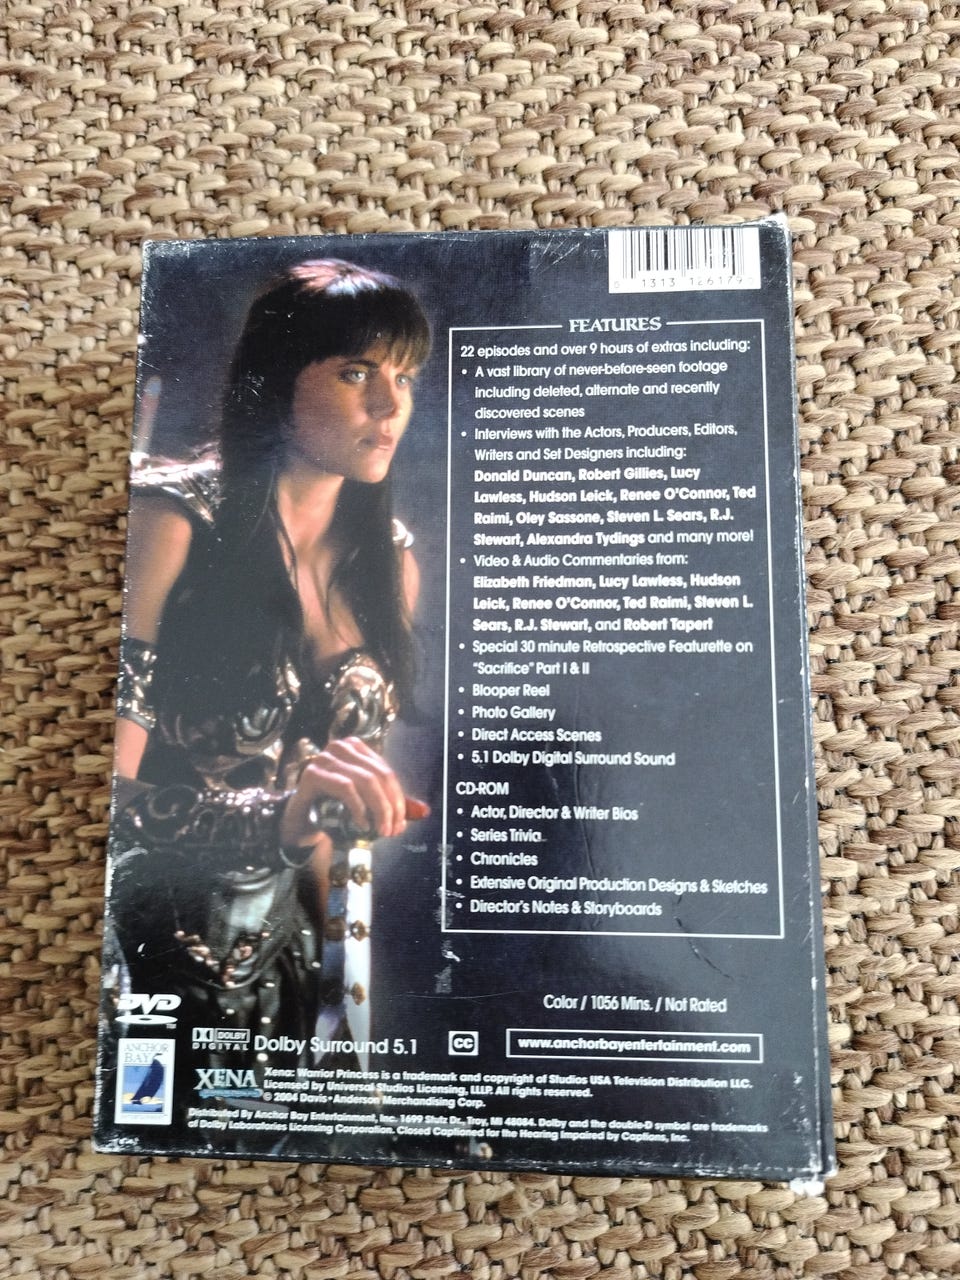 0 1313 12617 9
FEATURES
22 episodes and over 9 hours of extras including:
• A vast library of never-before-seen footage
including deleted, alternate and recently
discovered scenes
• Interviews with the Actors, Producers, Editors,
Writers and Set Designers including:
Donald Duncan, Robert Gillies, Lucy
Lawless, Hudson Leick, Renee O'Connor, Ted
Raimi, Oley Sassone, Steven L. Sears, R.J.
Stewart, Alexandra Tydings and many more!
• Video & Audio Commentaries from:
Elizabeth Friedman, Lucy Lawless, Hudson
Leick, Renee O'Connor, Ted Raimi, Steven L.
Sears, R.J. Stewart, and Robert Tapert
• Special 30 minute Retrospective Featurette on
"Sacrifice" Part I & II
• Blooper Reel
• Photo Gallery
• Direct Access Scenes
• 5.1 Dolby Digital Surround Sound
CD-ROM
• Actor, Director & Writer Bios
• Series Trivia
• Chronicles
• Extensive Original Production Designs & Sketches
• Director's Notes & Storyboards
Color / 1056 Mins. / Not Rated
DVD
TM
DOLBY
DIGITAL
Dolby Surround 5.1
CC
www.anchorbayentertainment.com
ANCHOR
BAY
XENA
Xena: Warrior Princess is a trademark and copyright of Studios USA Television Distribution LLC.
Licensed by Universal Studios Licensing, LLLP. All rights reserved.
© 2004 Davis•Anderson Merchandising Corp.
Distributed By Anchor Bay Entertainment, Inc. 1699 Stutz Dr., Troy, MI 48084. Dolby and the double-D symbol are trademarks
of Dolby Laboratories Licensing Corporation. Closed Captioned for the Hearing Impaired by Captions, Inc.